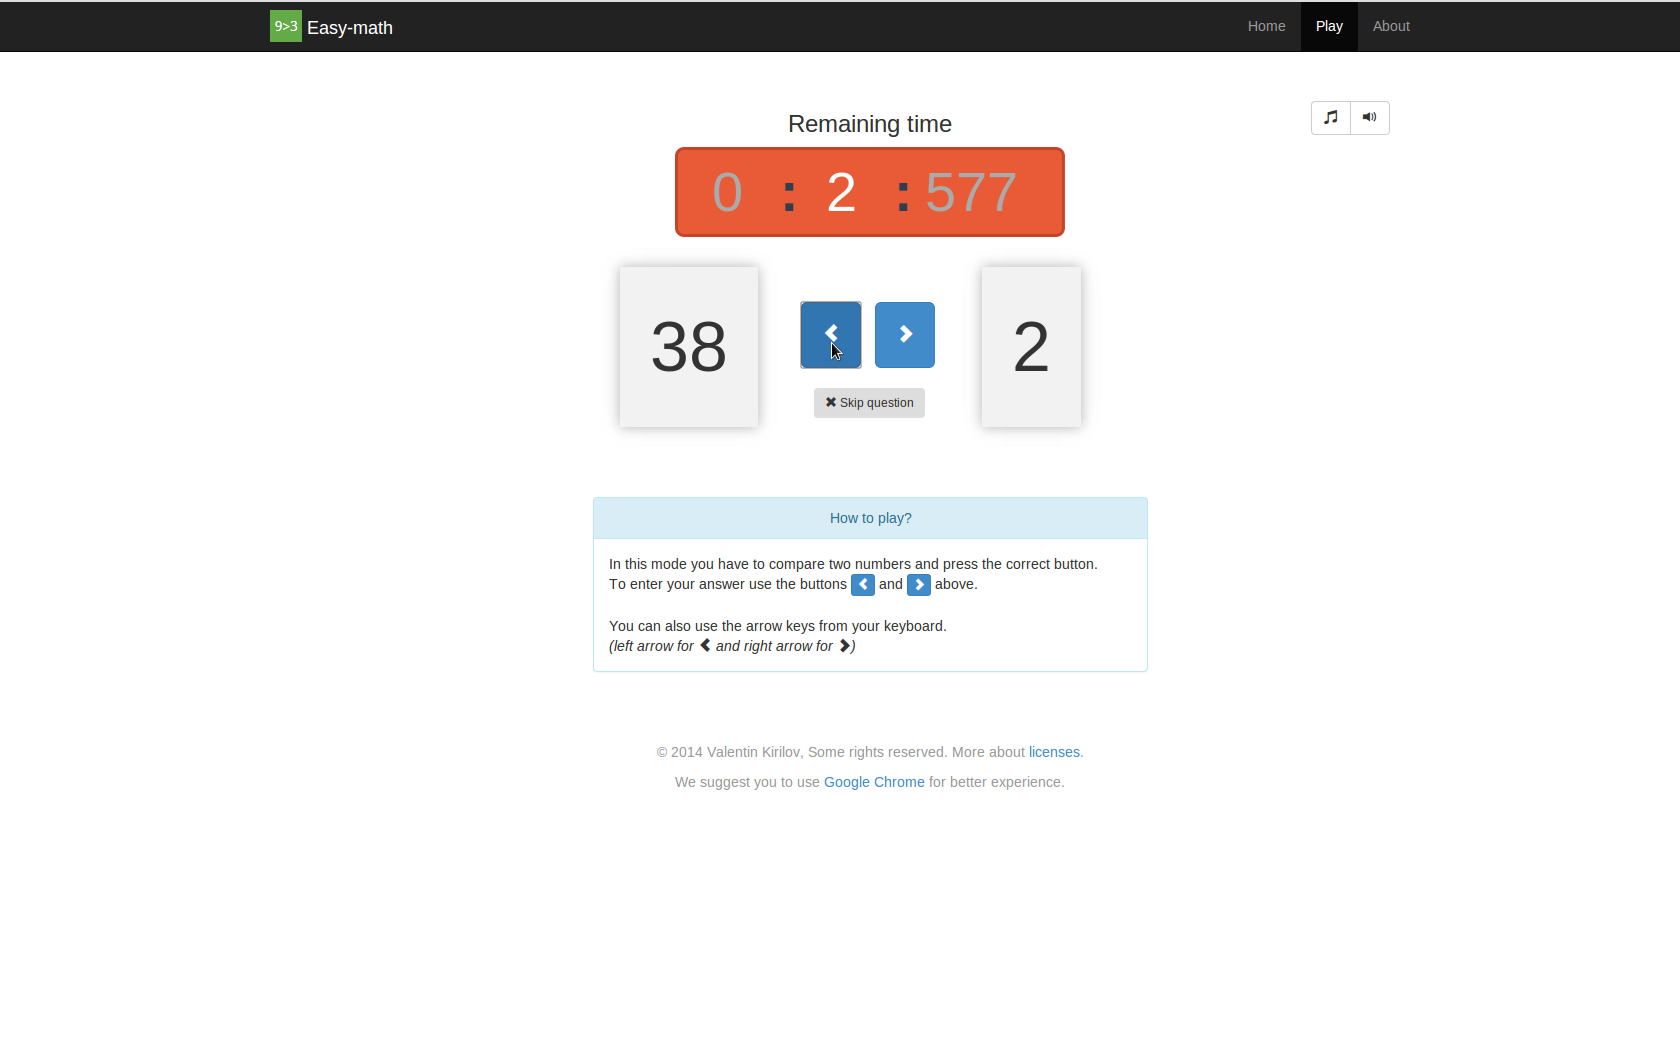 9>3 Easy-math
Home Play About
Remaining time
0 : 2 : 577
38 2
Skip question
How to play?
In this mode you have to compare two numbers and press the correct button.
To enter your answer use the buttons and above.
You can also use the arrow keys from your keyboard.
(left arrow for and right arrow for )
© 2014 Valentin Kirilov, Some rights reserved. More about licenses.
We suggest you to use Google Chrome for better experience.